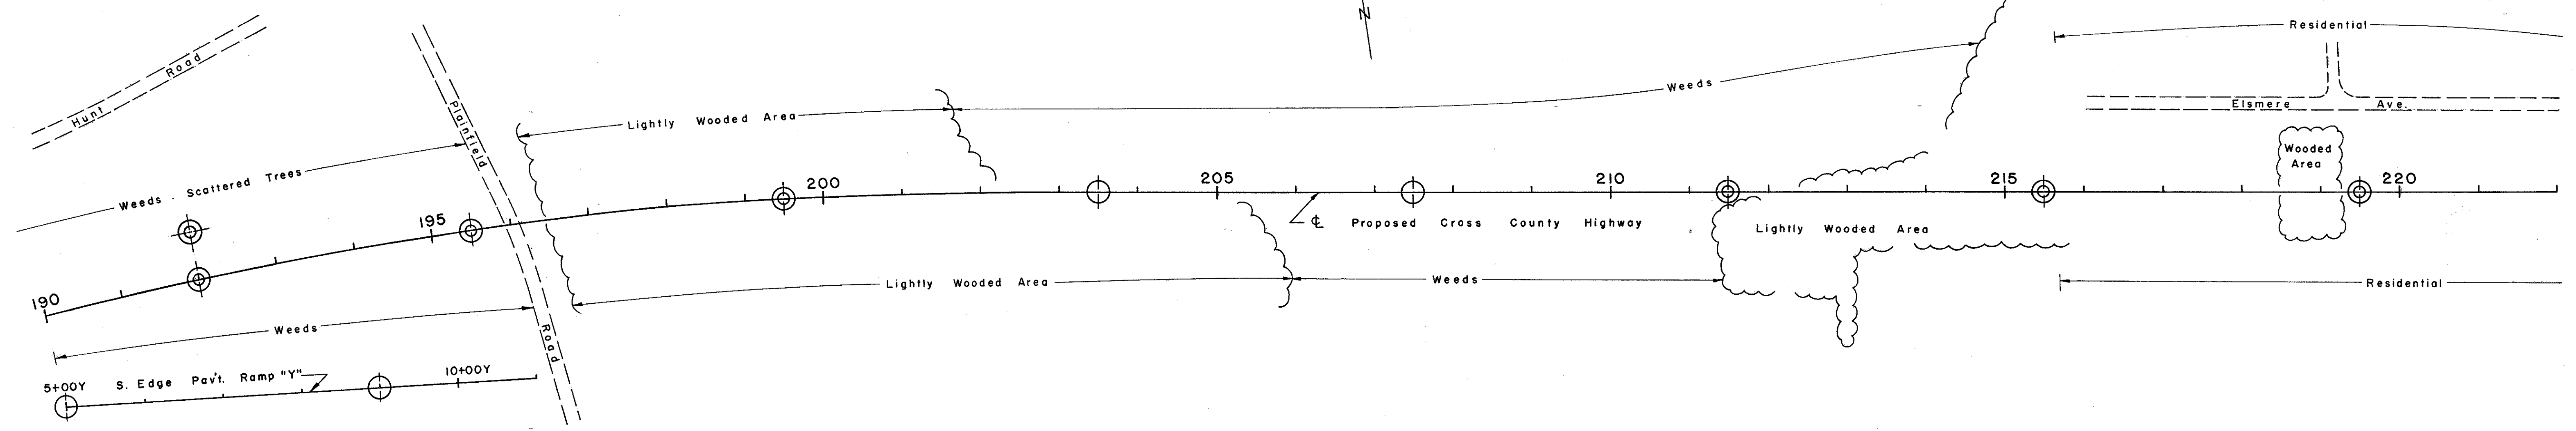 N
Residential
Hunt Road
Plainfield Road
Weeds
Elsmere Ave.
Lightly Wooded Area
Weeds . Scattered Trees
Wooded
Area
190
195
200
205
210
215
220
℄ Proposed Cross County Highway
Lightly Wooded Area
Lightly Wooded Area
Weeds
Residential
Weeds
5+00Y
S. Edge Pav't. Ramp "Y"
10+00Y